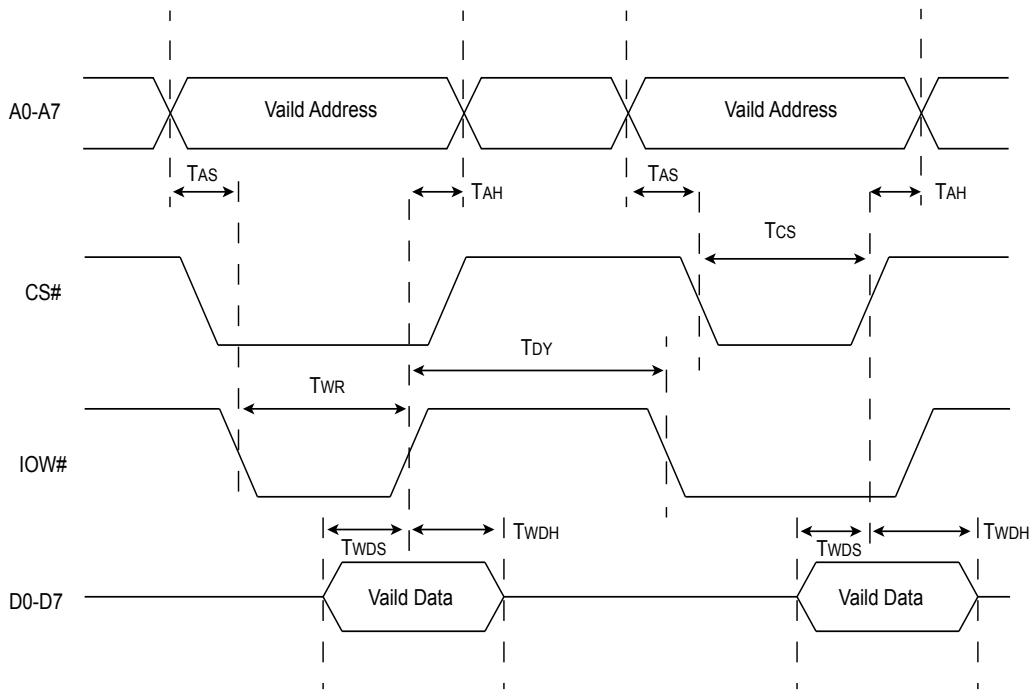 A0-A7
Vaild Address
Vaild Address
TAS
TAH
TAS
TAH
TCS
CS#
TDY
TWR
IOW#
TWDS
TWDH
TWDS
TWDH
D0-D7
Vaild Data
Vaild Data